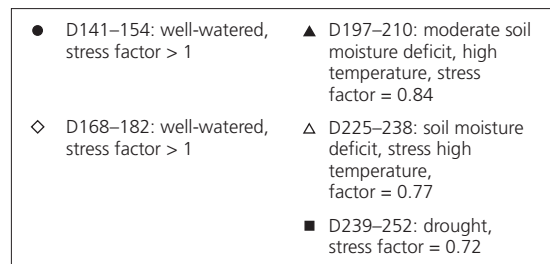 ● D141–154: well-watered,
stress factor > 1
◇ D168–182: well-watered,
stress factor > 1
▲ D197–210: moderate soil
moisture deficit, high
temperature, stress
factor = 0.84
△ D225–238: soil moisture
deficit, stress high
temperature,
factor = 0.77
■ D239–252: drought,
stress factor = 0.72